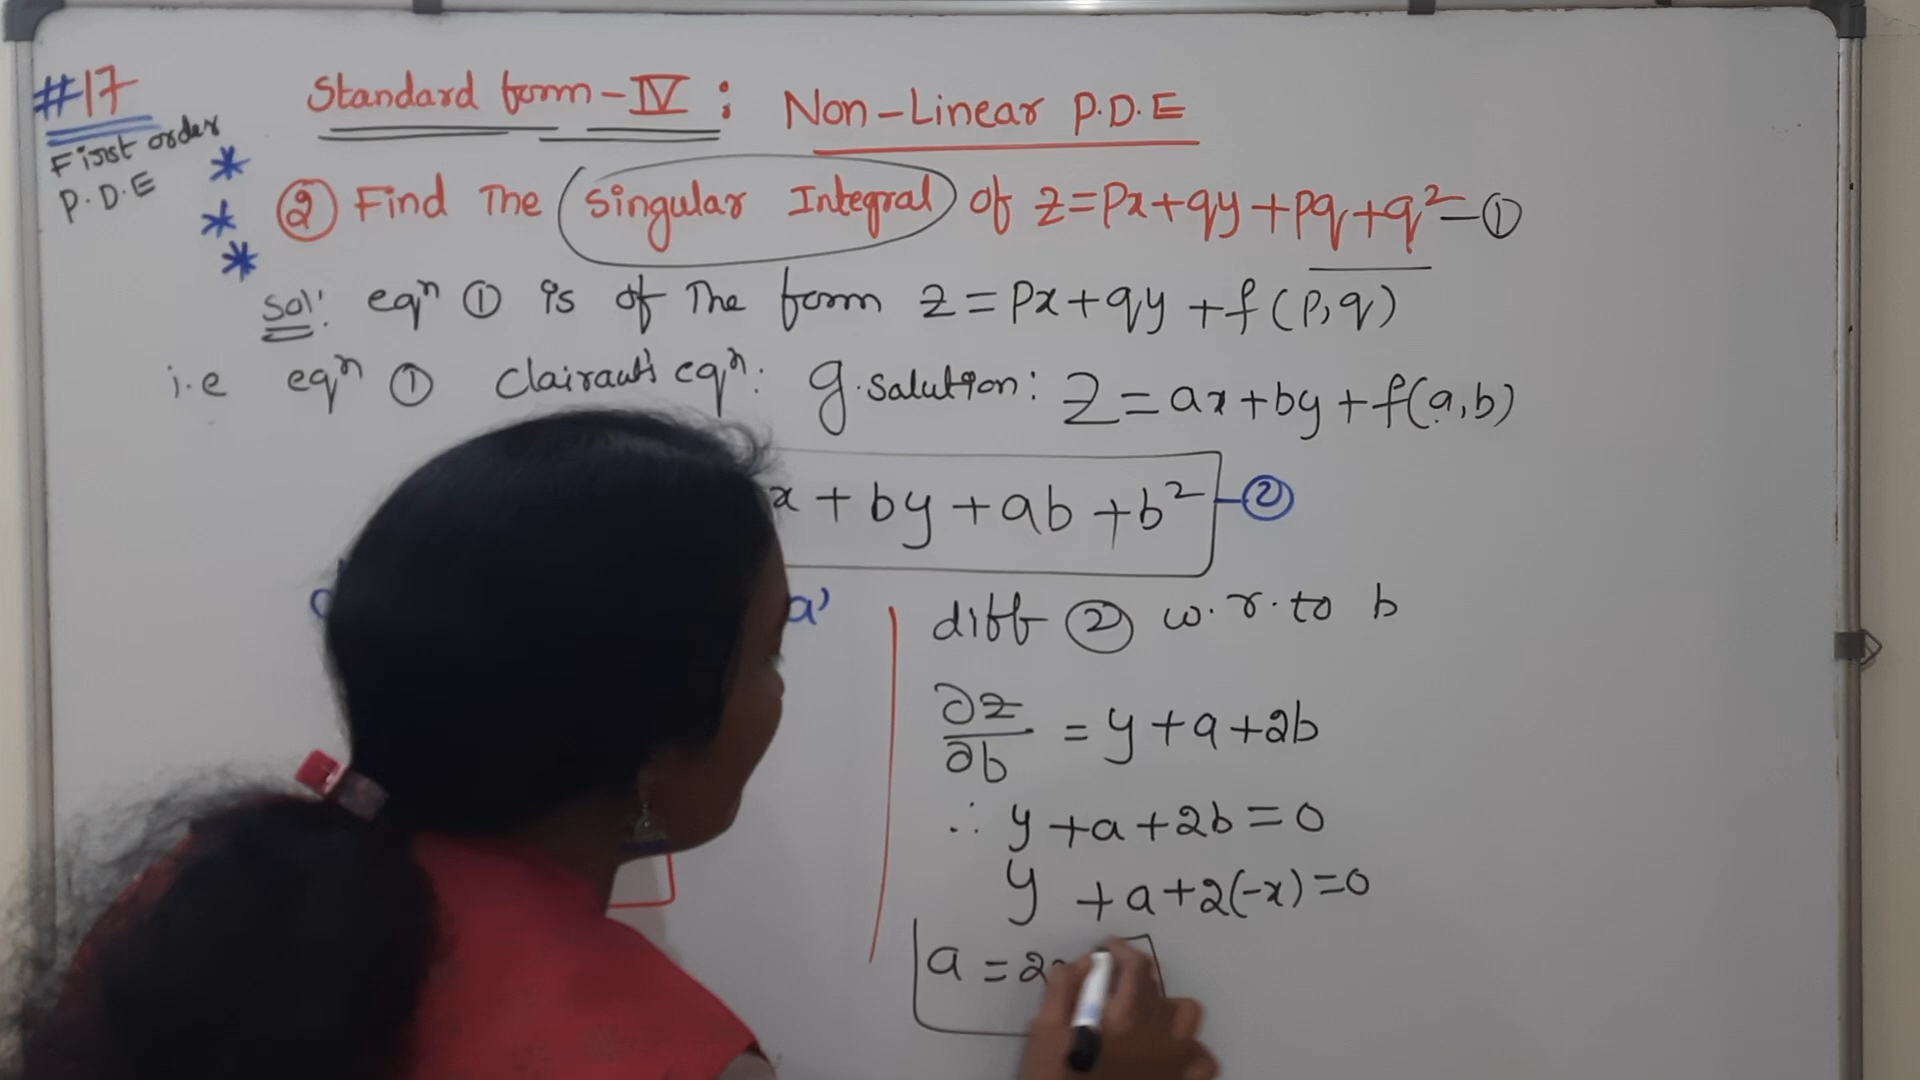 #17
First order
P.D.E
Standard form-IV : Non-Linear P.D.E
② Find The Singular Integral of z=px+qy+pq+q²-①
Sol: eqⁿ ① is of The form z=px+qy+f(p,q)
i.e eqⁿ ① Clairaut's eqⁿ: g.solution: z=ax+by+f(a,b)
x+by+ab+b² -②
a'
diff ② w.r.to b
∂z/∂b = y+a+2b
∴ y+a+2b=0
y+a+2(-x)=0
a=2